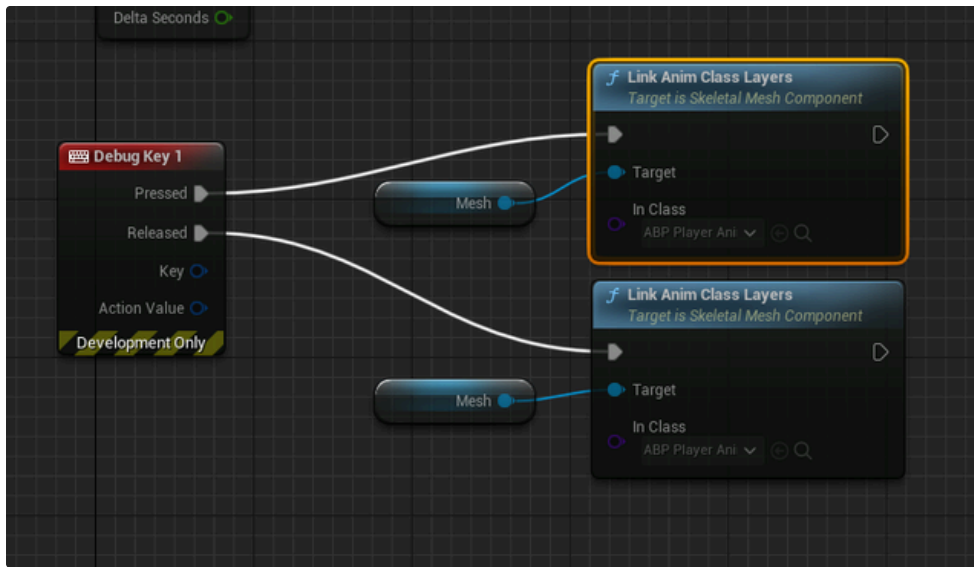 Delta Seconds
Link Anim Class Layers
Target is Skeletal Mesh Component
Debug Key 1
Pressed
Target
Mesh
In Class
Released
ABP Player Ani
Key
Link Anim Class Layers
Action Value
Target is Skeletal Mesh Component
Development Only
Target
Mesh
In Class
ABP Player Ani